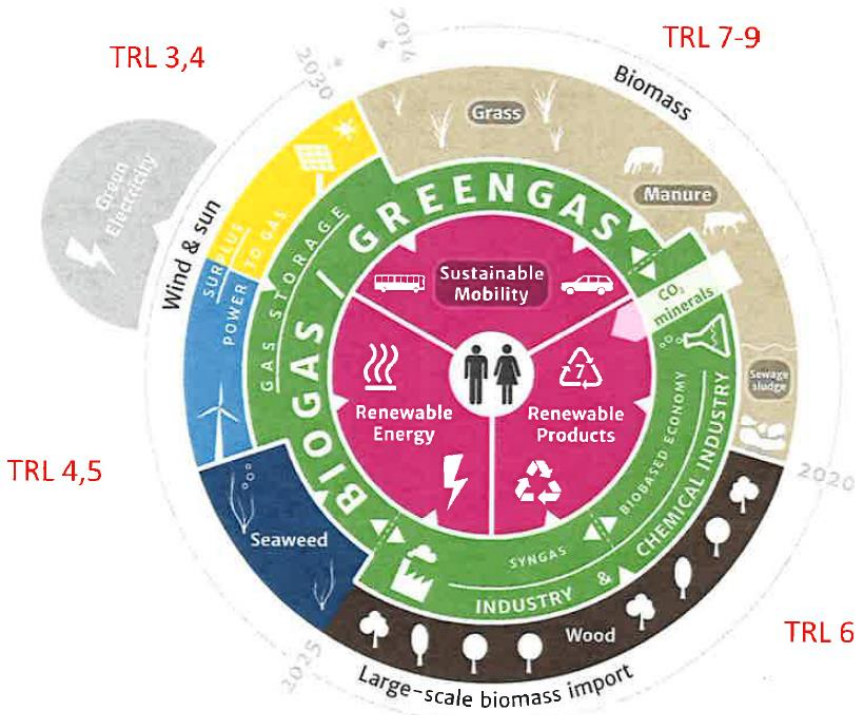 TRL 3,4
2030
2014
TRL 7-9
Biomass
Grass
Manure
Green
Electricity
Wind & sun
SURPLUS
POWER TO GAS
GAS STORAGE
BIOGAS / GREENGAS
Sustainable
Mobility
CO₂
minerals
Renewable
Energy
7
Renewable
Products
Sewage
sludge
BIOBASED ECONOMY
CHEMICAL INDUSTRY
TRL 4,5
2020
Seaweed
SYNGAS
INDUSTRY &
Wood
TRL 6
2025
Large-scale biomass import